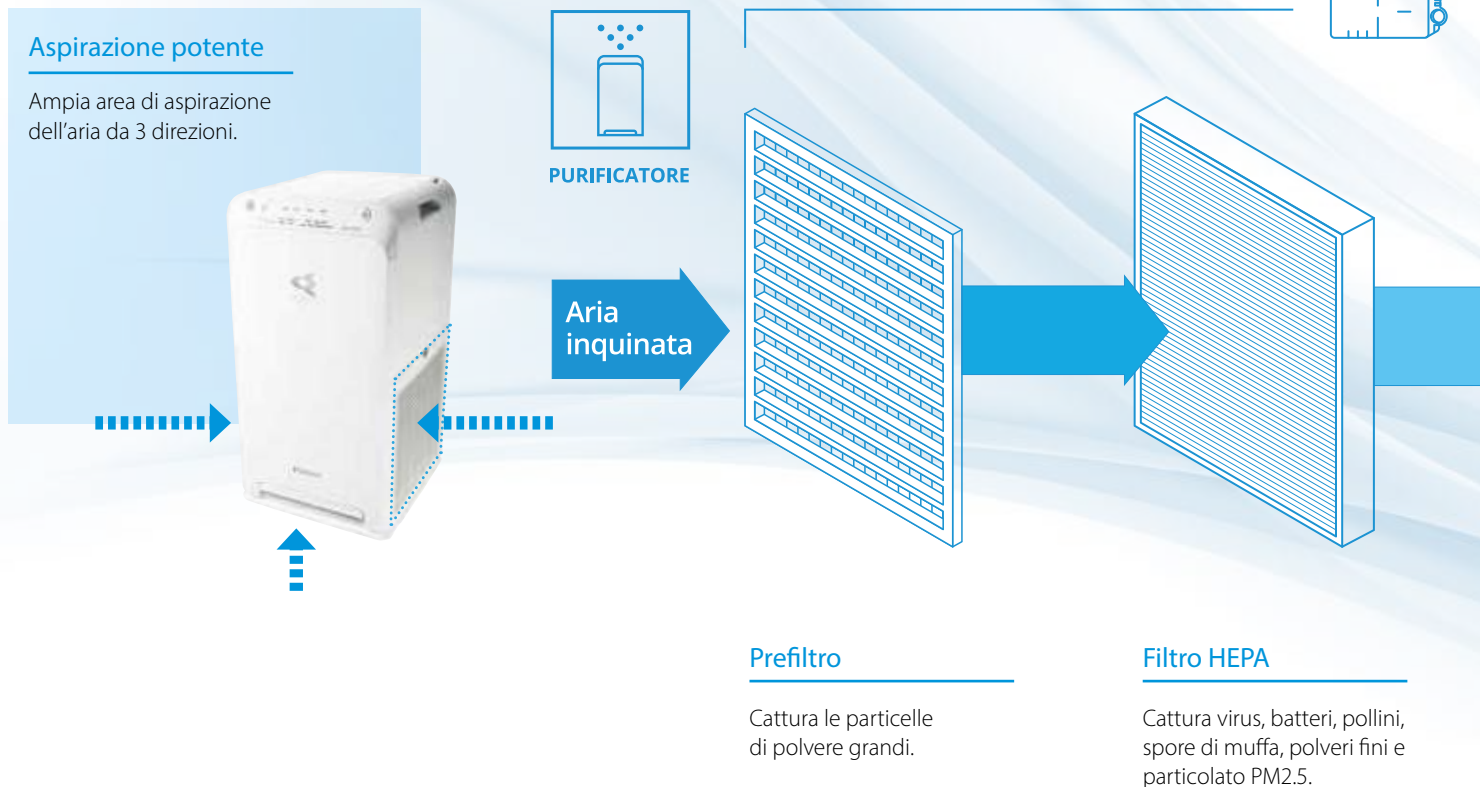 Aspirazione potente
Ampia area di aspirazione
dell'aria da 3 direzioni.
PURIFICATORE
Aria
inquinata
Prefiltro
Cattura le particelle
di polvere grandi.
Filtro HEPA
Cattura virus, batteri, pollini,
spore di muffa, polveri fini e
particolato PM2.5.